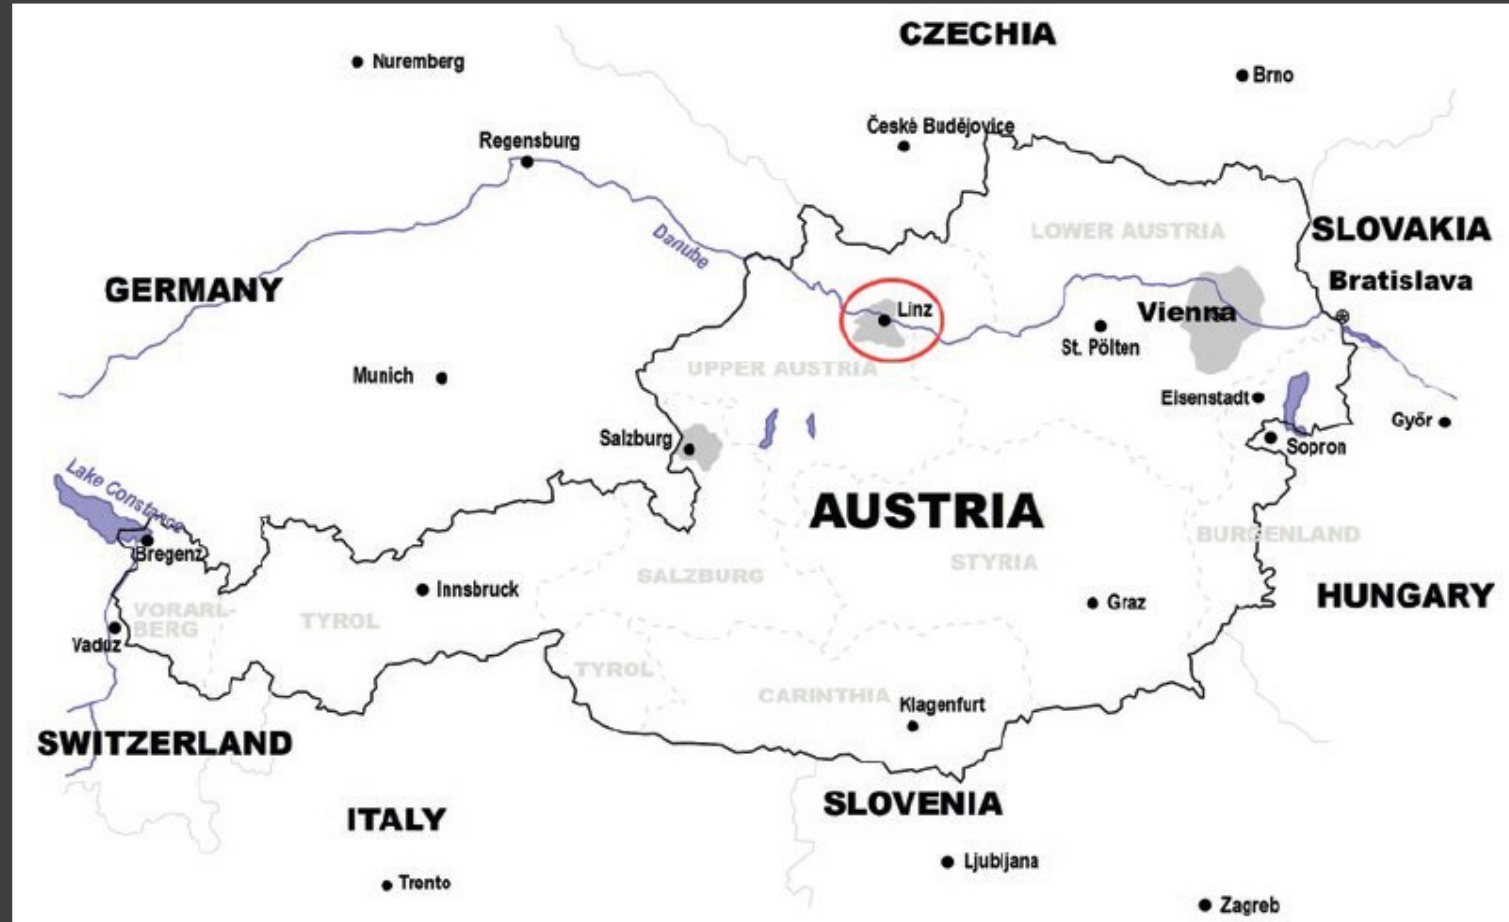 CZECHIA
Nuremberg
Brno
České Budějovice
Regensburg
LOWER AUSTRIA
SLOVAKIA
Danube
Bratislava
GERMANY
Linz
Vienna
St. Pölten
UPPER AUSTRIA
Munich
Eisenstadt
Győr
Salzburg
Sopron
Lake Constance
AUSTRIA
BURGENLAND
Bregenz
STYRIA
SALZBURG
Innsbruck
HUNGARY
Graz
VORARL-
BERG
TYROL
Vaduz
TYROL
CARINTHIA
Klagenfurt
SWITZERLAND
SLOVENIA
ITALY
Ljubljana
Trento
Zagreb